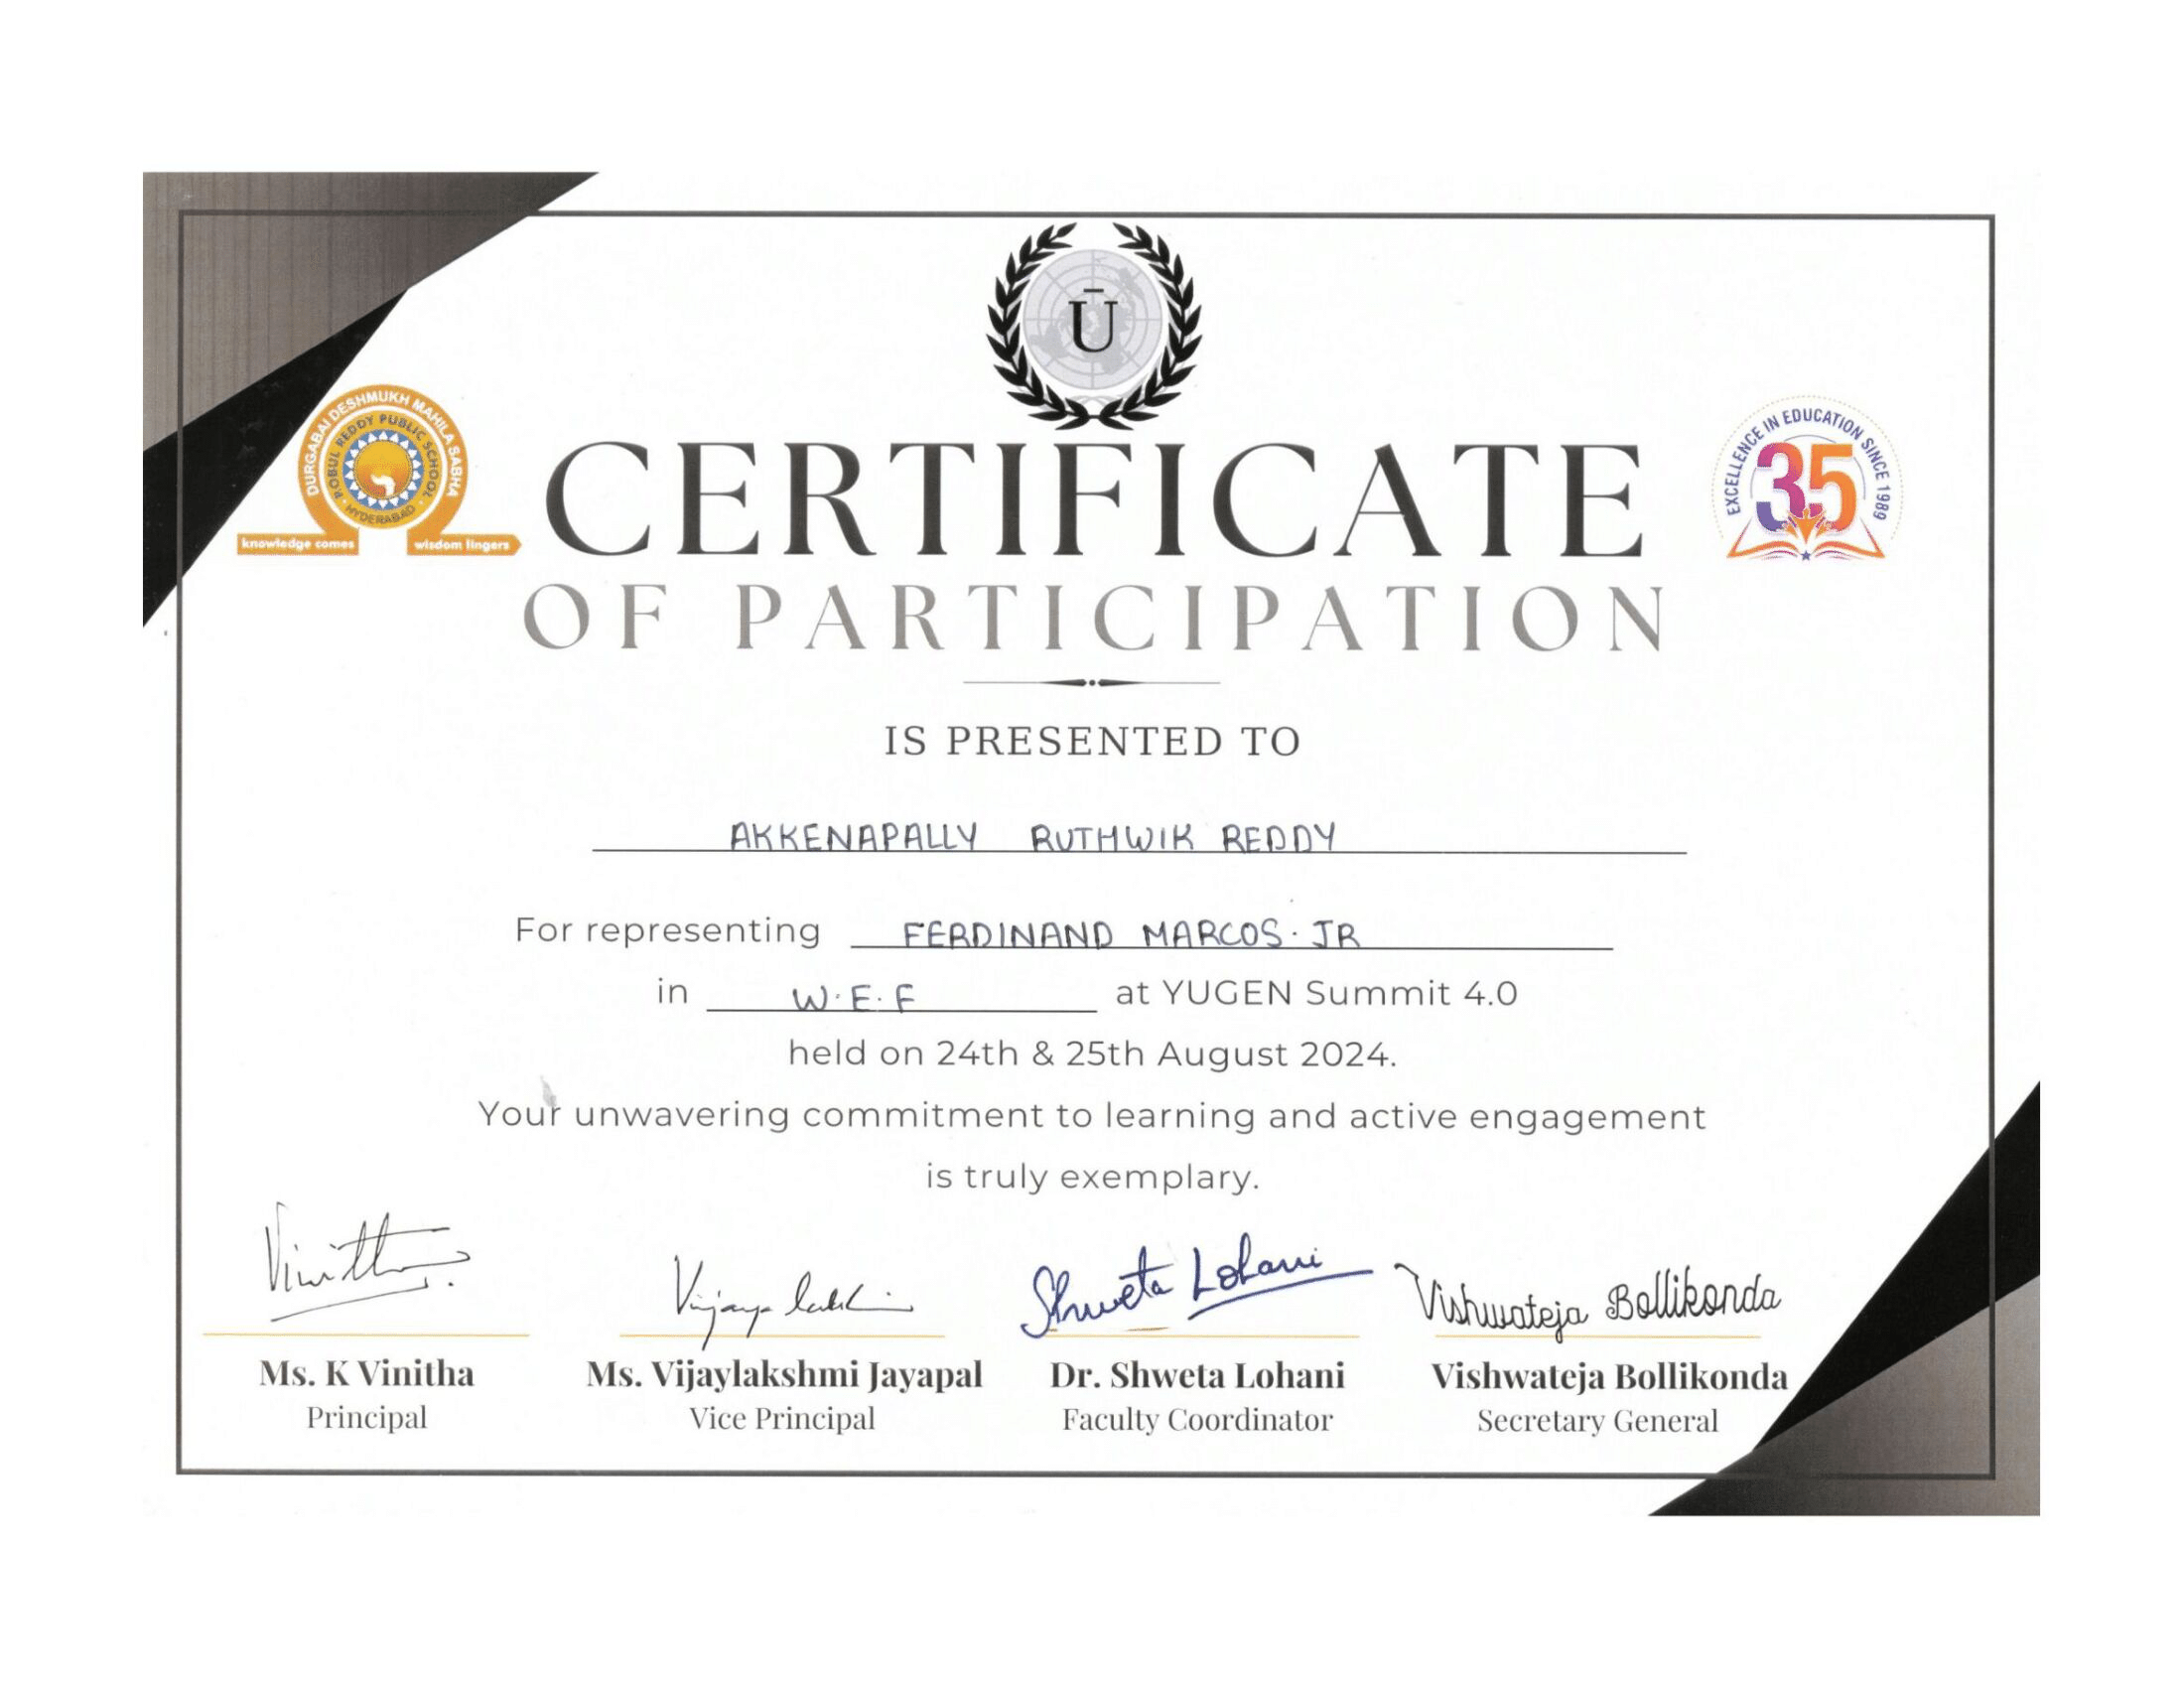 Ū
DURGABAI DESHMUKH MAHILA SABHA
P.OBUL REDDY PUBLIC SCHOOL
HYDERABAD
knowledge comes wisdom lingers
EXCELLENCE IN EDUCATION SINCE 1989
35
CERTIFICATE
OF PARTICIPATION
IS PRESENTED TO
AKKENAPALLY RUTHWIK REDDY
For representing FERDINAND MARCOS. JR
in W.E.F at YUGEN Summit 4.0
held on 24th & 25th August 2024.
Your unwavering commitment to learning and active engagement
is truly exemplary.
Vinitha Vijayalakshmi Shweta Lohani Vishwateja Bollikonda
Ms. K Vinitha Ms. Vijaylakshmi Jayapal Dr. Shweta Lohani Vishwateja Bollikonda
Principal Vice Principal Faculty Coordinator Secretary General